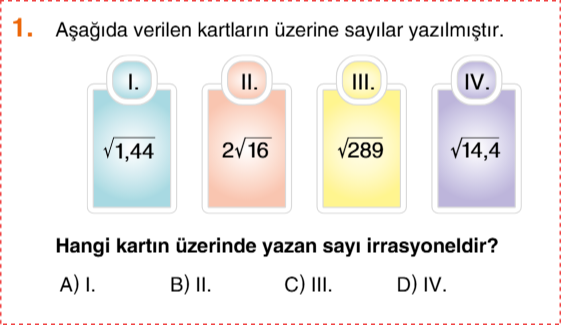 1. Aşağıda verilen kartların üzerine sayılar yazılmıştır.
I. II. III. IV.
√1,44 2√16 √289 √14,4
Hangi kartın üzerinde yazan sayı irrasyoneldir?
A) I. B) II. C) III. D) IV.